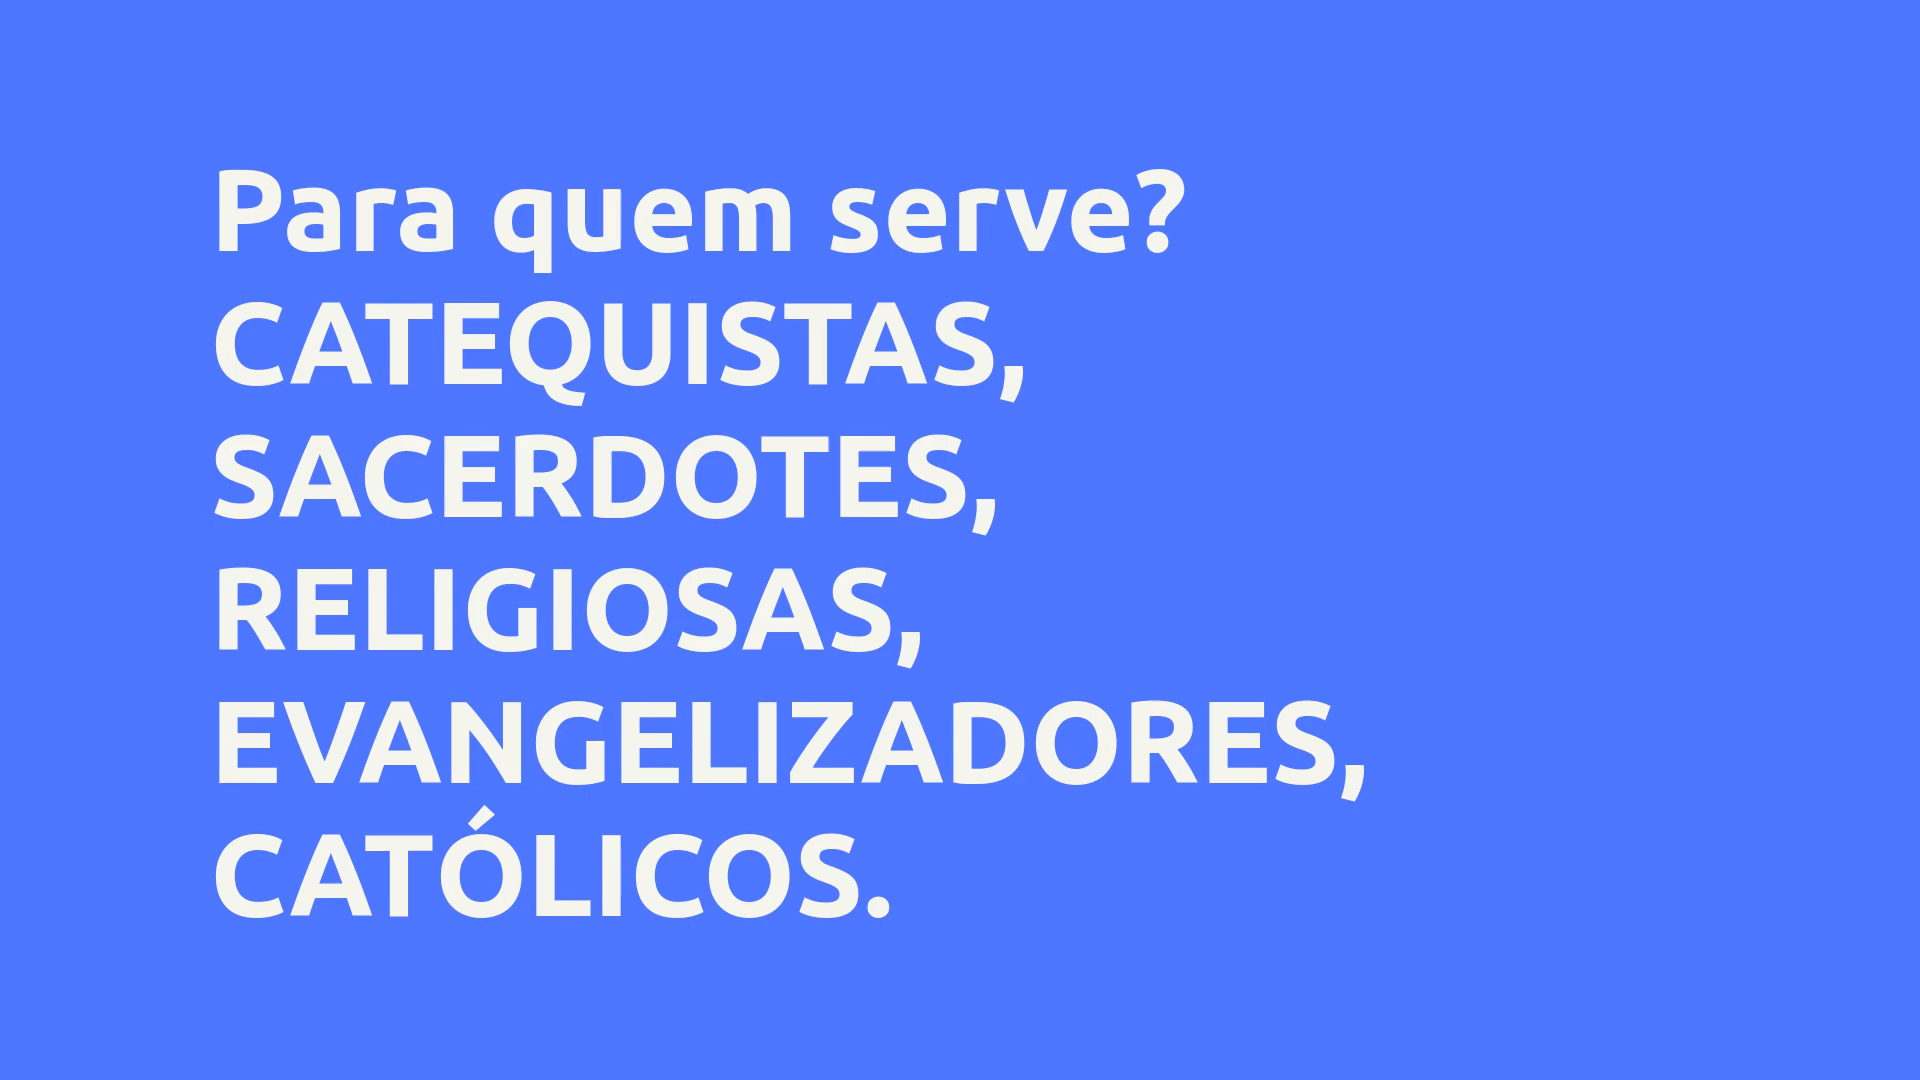 Para quem serve?
CATEQUISTAS,
SACERDOTES,
RELIGIOSAS,
EVANGELIZADORES,
CATÓLICOS.